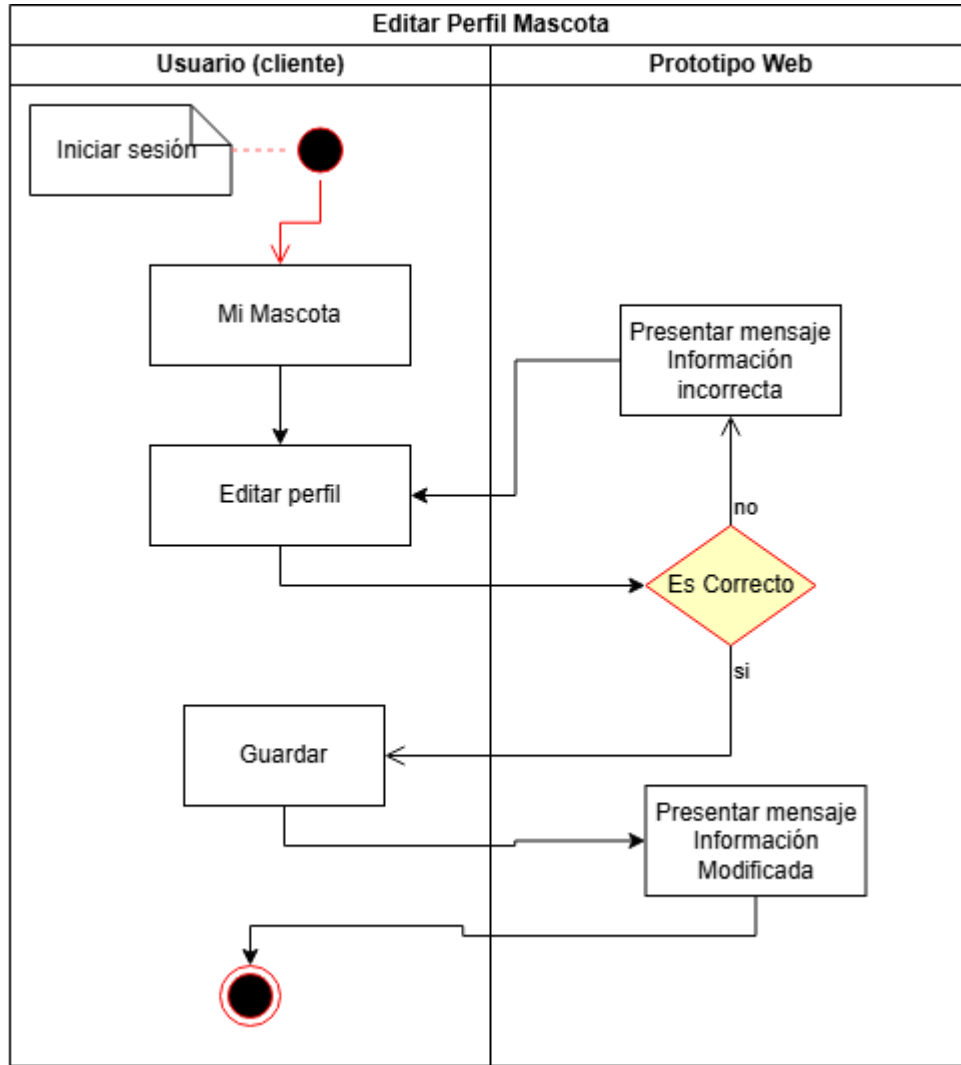 Editar Perfil Mascota
Usuario (cliente)
Prototipo Web
Iniciar sesión
Mi Mascota
Presentar mensaje
Información
incorrecta
Editar perfil
no
Es Correcto
si
Guardar
Presentar mensaje
Información
Modificada